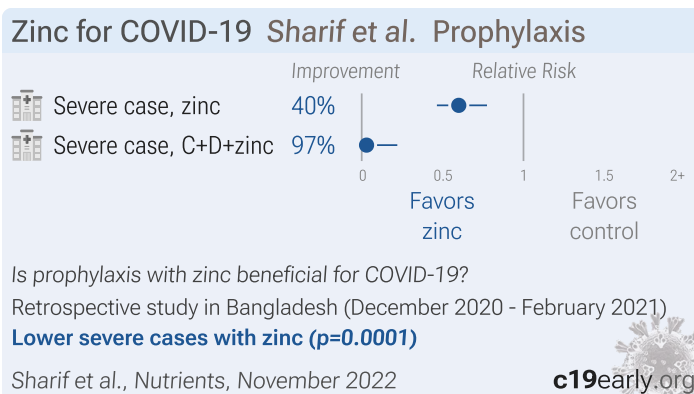 Zinc for COVID-19 Sharif et al. Prophylaxis
Improvement Relative Risk
Severe case, zinc 40%
Severe case, C+D+zinc 97%
0 0.5 1 1.5 2+
Favors zinc Favors control
Is prophylaxis with zinc beneficial for COVID-19?
Retrospective study in Bangladesh (December 2020 - February 2021)
Lower severe cases with zinc (p=0.0001)
Sharif et al., Nutrients, November 2022 c19early.org